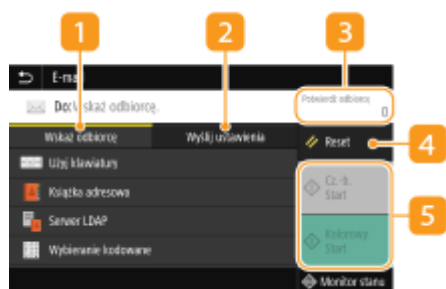 1
2
3
E-mail
Do: Wskaż odbiorcę.
Potwierdź odbiorcę
0
Wskaż odbiorcę
Wyślij ustawienia
Reset
4
Użyj klawiatury
Książka adresowa
Cz.-b.
Start
5
Serwer LDAP
Kolorowy
Start
Wybieranie kodowane
Monitor stanu